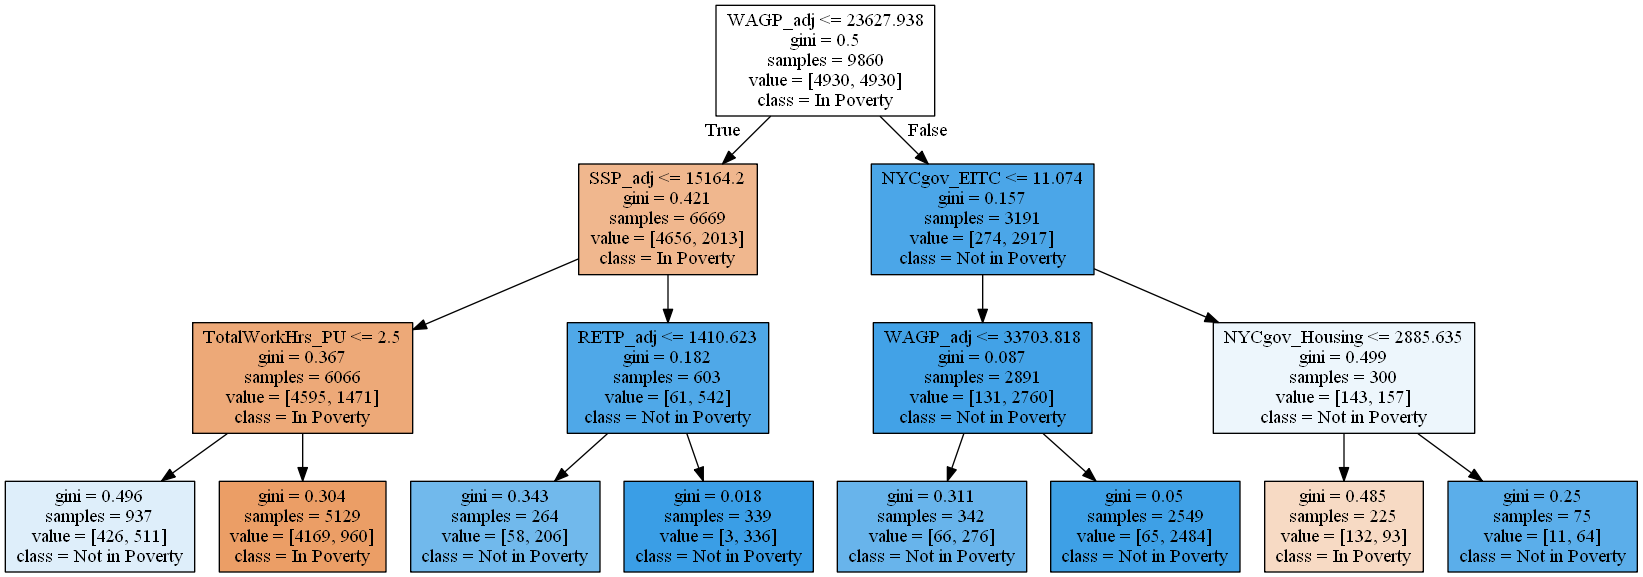 WAGP_adj <= 23627.938
gini = 0.5
samples = 9860
value = [4930, 4930]
class = In Poverty
True
False
SSP_adj <= 15164.2
gini = 0.421
samples = 6669
value = [4656, 2013]
class = In Poverty
NYCgov_EITC <= 11.074
gini = 0.157
samples = 3191
value = [274, 2917]
class = Not in Poverty
TotalWorkHrs_PU <= 2.5
gini = 0.367
samples = 6066
value = [4595, 1471]
class = In Poverty
RETP_adj <= 1410.623
gini = 0.182
samples = 603
value = [61, 542]
class = Not in Poverty
WAGP_adj <= 33703.818
gini = 0.087
samples = 2891
value = [131, 2760]
class = Not in Poverty
NYCgov_Housing <= 2885.635
gini = 0.499
samples = 300
value = [143, 157]
class = Not in Poverty
gini = 0.496
samples = 937
value = [426, 511]
class = Not in Poverty
gini = 0.304
samples = 5129
value = [4169, 960]
class = In Poverty
gini = 0.343
samples = 264
value = [58, 206]
class = Not in Poverty
gini = 0.018
samples = 339
value = [3, 336]
class = Not in Poverty
gini = 0.311
samples = 342
value = [66, 276]
class = Not in Poverty
gini = 0.05
samples = 2549
value = [65, 2484]
class = Not in Poverty
gini = 0.485
samples = 225
value = [132, 93]
class = In Poverty
gini = 0.25
samples = 75
value = [11, 64]
class = Not in Poverty